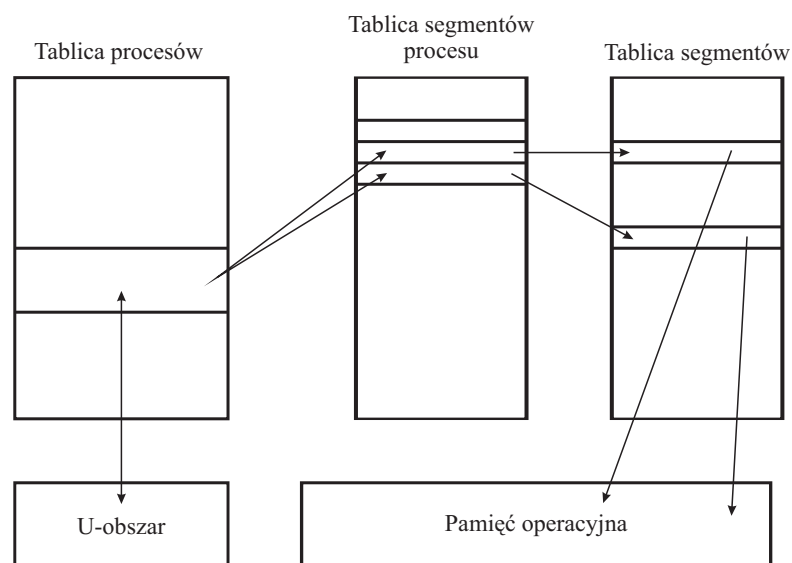 Tablica procesów
Tablica segmentów
procesu
Tablica segmentów
U-obszar
Pamięć operacyjna